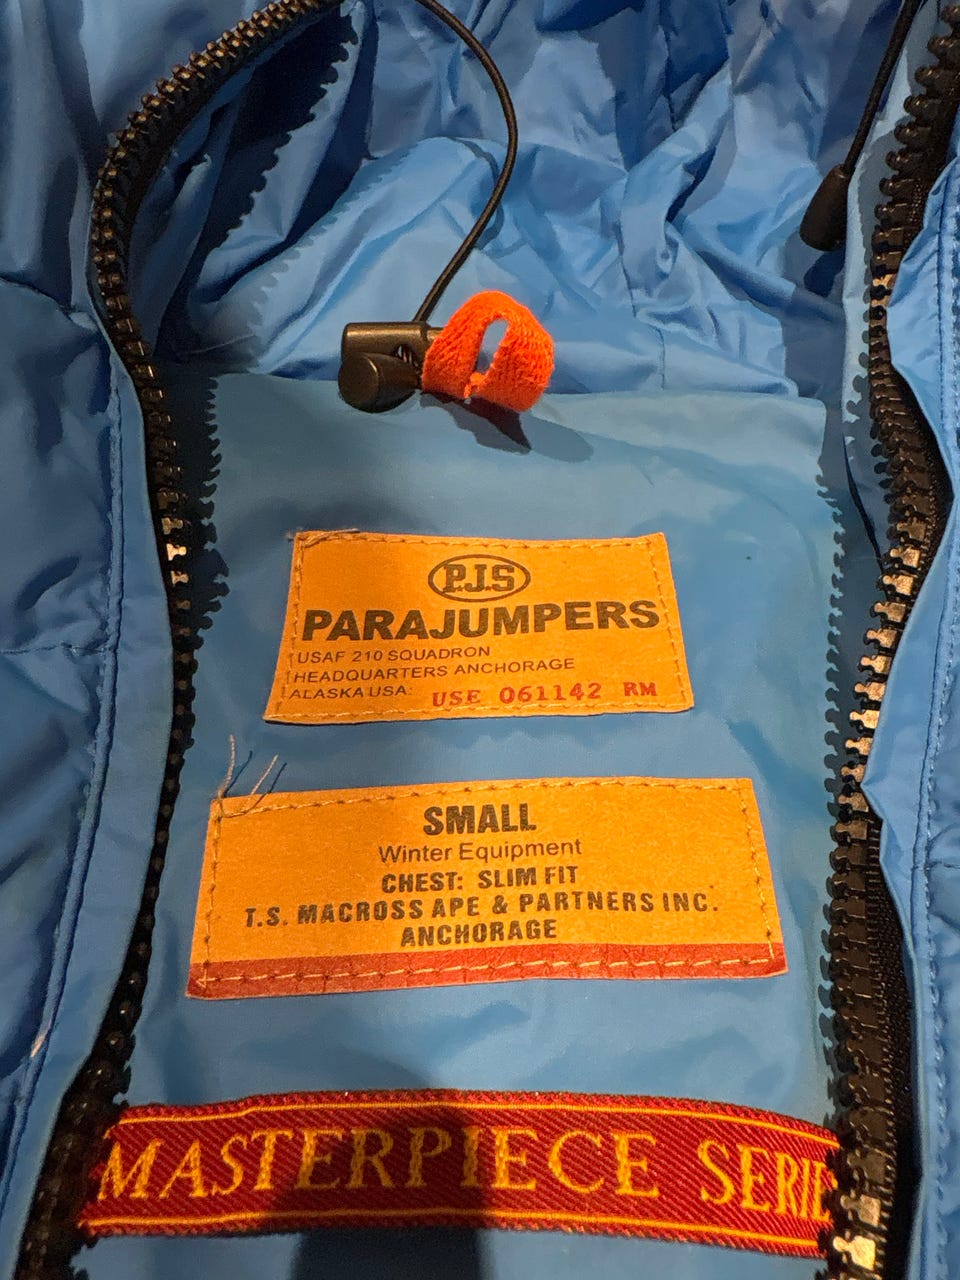 P.J.S
PARAJUMPERS
USAF 210 SQUADRON
HEADQUARTERS ANCHORAGE
ALASKA USA: USE 061142 RM
SMALL
Winter Equipment
CHEST: SLIM FIT
T.S. MACROSS APE & PARTNERS INC.
ANCHORAGE
MASTERPIECE SERIE